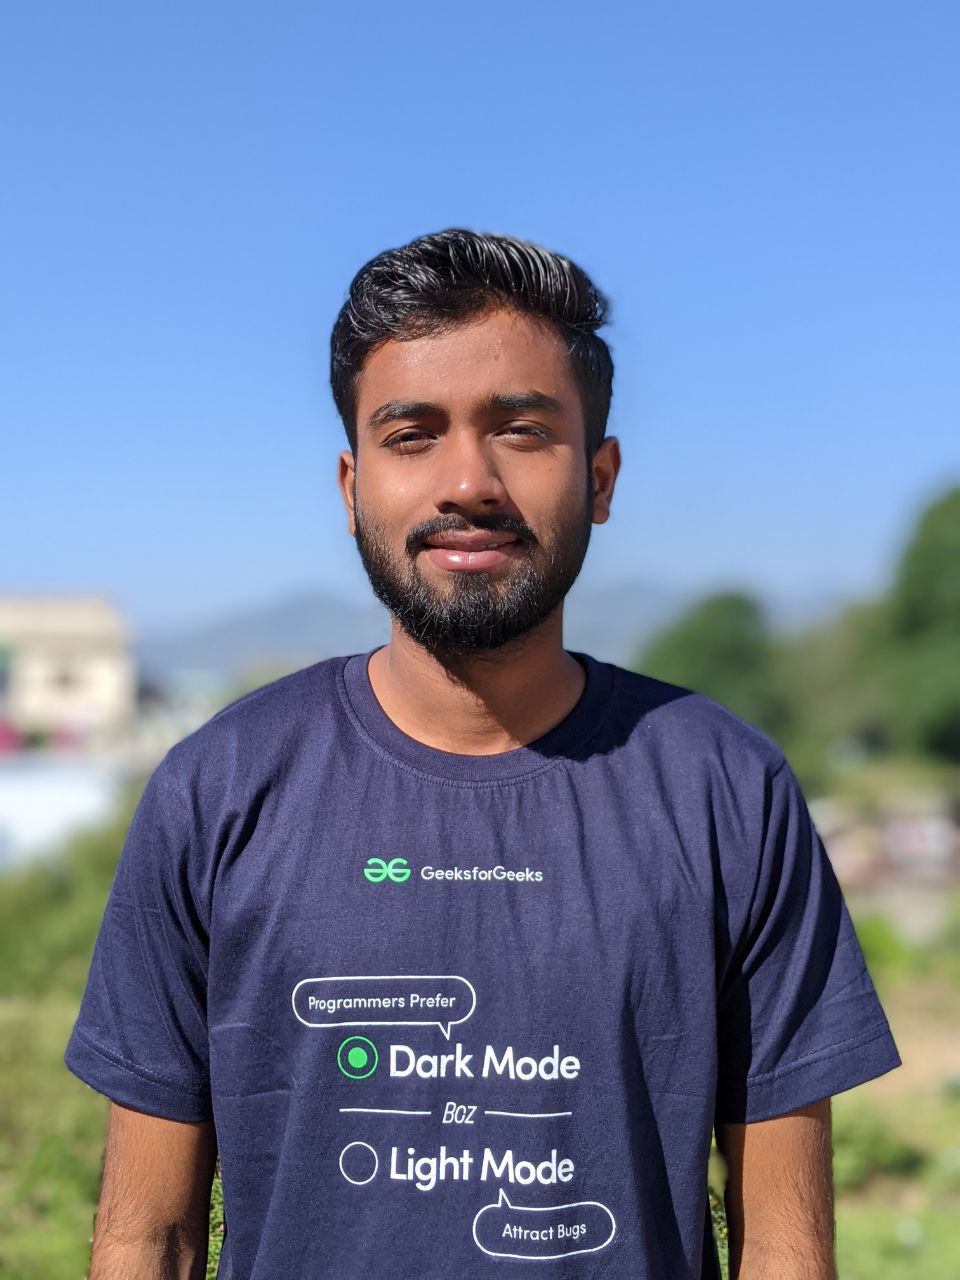 GeeksforGeeks
Programmers Prefer
Dark Mode
Bcz
Light Mode
Attract Bugs